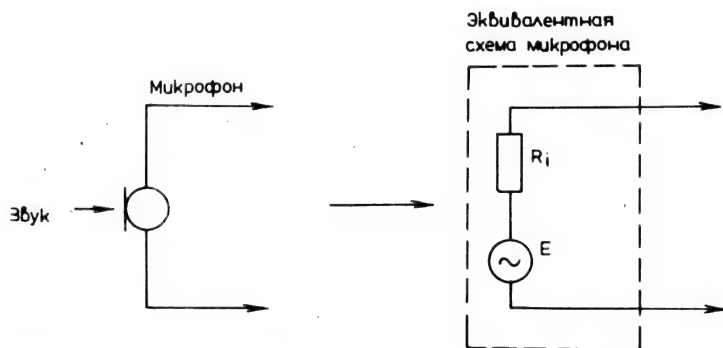 Эквивалентная
схема микрофона
Микрофон
Звук
Ri
E